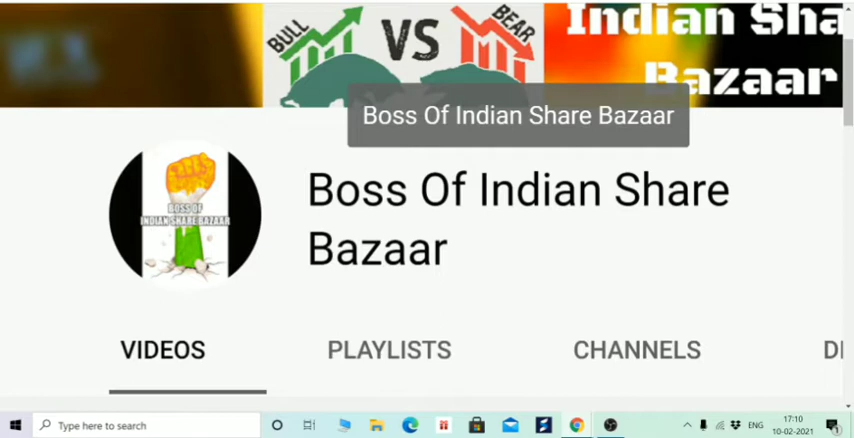 BULL
VS
BEAR
Indian Sha
Bazaar
Boss Of Indian Share Bazaar
Boss Of Indian Share
Bazaar
BOSS OF
INDIAN SHARE BAZAAR
VIDEOS
PLAYLISTS
CHANNELS
Type here to search
ENG
17:10
10-02-2021